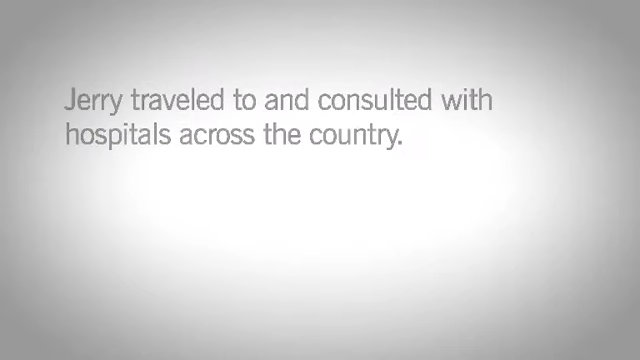 Jerry traveled to and consulted with
hospitals across the country.